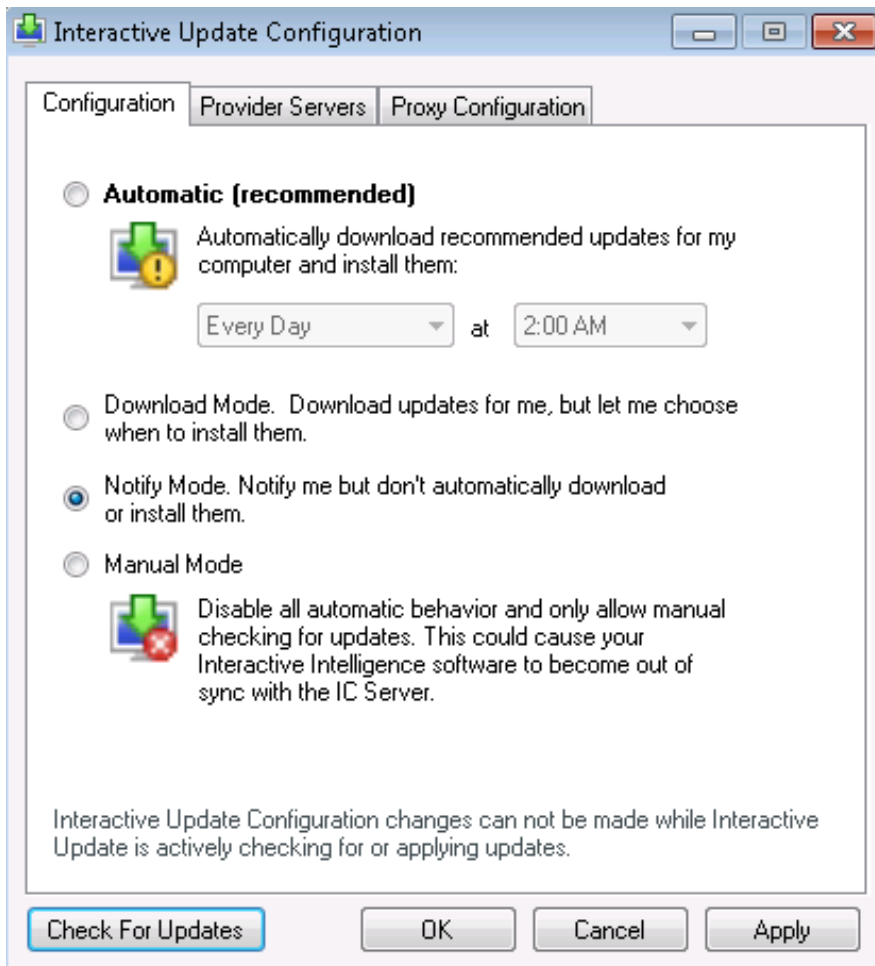 Interactive Update Configuration
Configuration
Provider Servers
Proxy Configuration
Automatic (recommended)
Automatically download recommended updates for my
computer and install them:
Every Day at 2:00 AM
Download Mode.  Download updates for me, but let me choose
when to install them.
Notify Mode. Notify me but don't automatically download
or install them.
Manual Mode
Disable all automatic behavior and only allow manual
checking for updates. This could cause your
Interactive Intelligence software to become out of
sync with the IC Server.
Interactive Update Configuration changes can not be made while Interactive
Update is actively checking for or applying updates.
Check For Updates
OK
Cancel
Apply